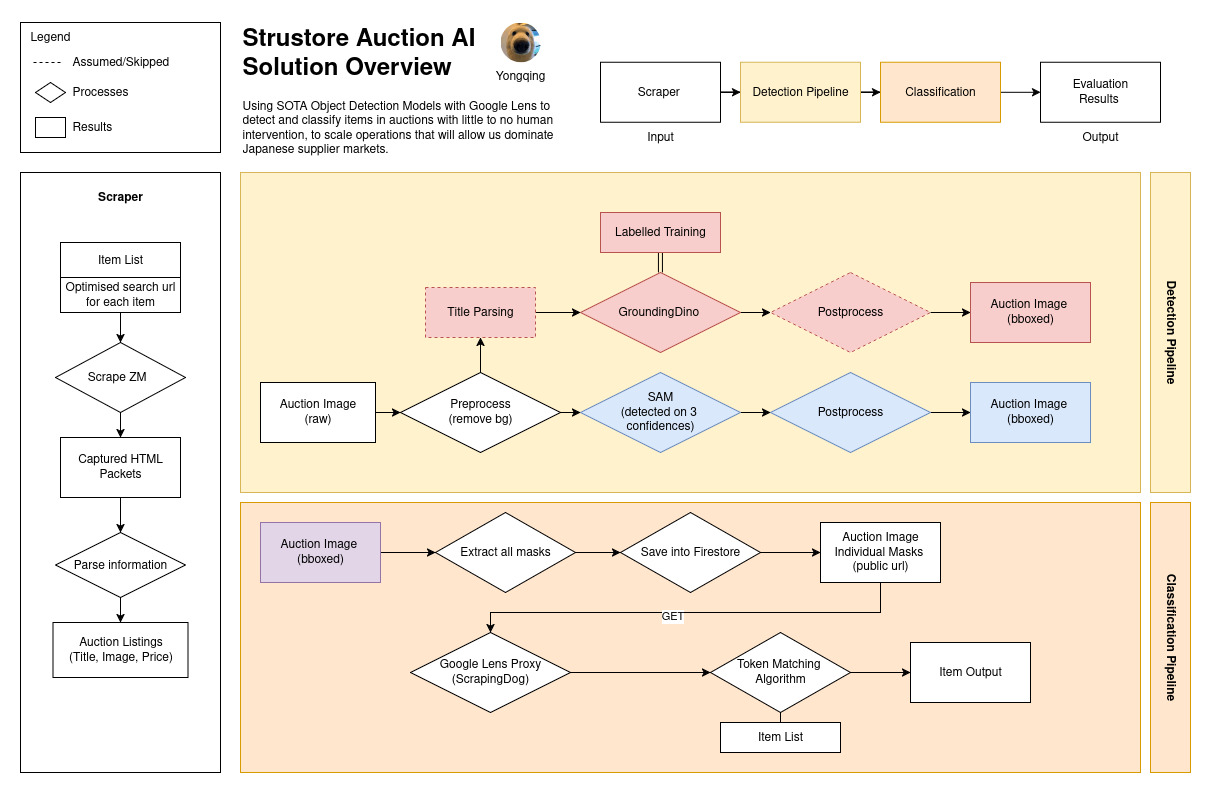 Legend
Assumed/Skipped
Processes
Results
Strustore Auction AI
Solution Overview
Yongqing
Using SOTA Object Detection Models with Google Lens to
detect and classify items in auctions with little to no human
intervention, to scale operations that will allow us dominate
Japanese supplier markets.
Scraper
Input
Detection Pipeline
Classification
Evaluation
Results
Output
Scraper
Item List
Optimised search url
for each item
Scrape ZM
Captured HTML
Packets
Parse information
Auction Listings
(Title, Image, Price)
Labelled Training
Title Parsing
GroundingDino
Postprocess
Auction Image
(bboxed)
Auction Image
(raw)
Preprocess
(remove bg)
SAM
(detected on 3
confidences)
Postprocess
Auction Image
(bboxed)
Detection Pipeline
Auction Image
(bboxed)
Extract all masks
Save into Firestore
Auction Image
Individual Masks
(public url)
GET
Google Lens Proxy
(ScrapingDog)
Token Matching
Algorithm
Item Output
Item List
Classification Pipeline